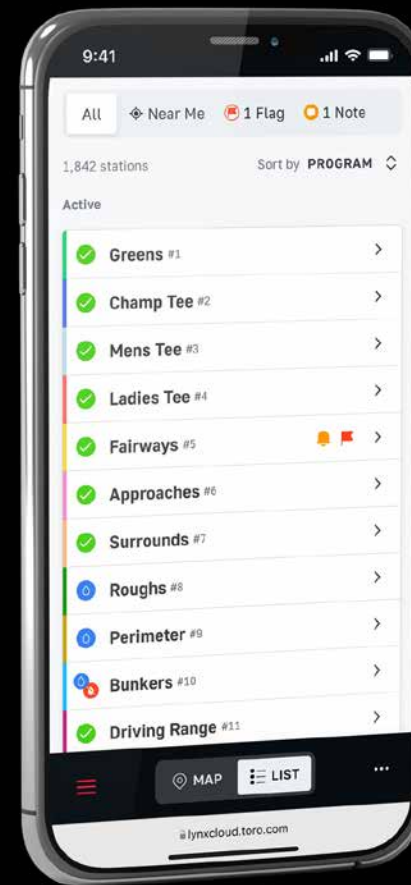 9:41
All Near Me 1 Flag 1 Note
1,842 stations Sort by PROGRAM
Active
Greens #1
Champ Tee #2
Mens Tee #3
Ladies Tee #4
Fairways #5
Approaches #6
Surrounds #7
Roughs #8
Perimeter #9
Bunkers #10
Driving Range #11
MAP LIST
lynxcloud.toro.com